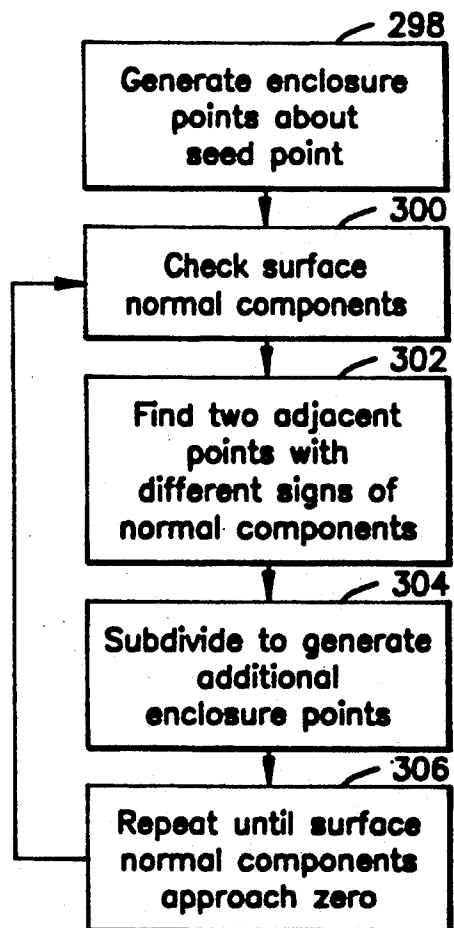 298
Generate enclosure
points about
seed point
300
Check surface
normal components
302
Find two adjacent
points with
different signs of
normal components
304
Subdivide to generate
additional
enclosure points
306
Repeat until surface
normal components
approach zero